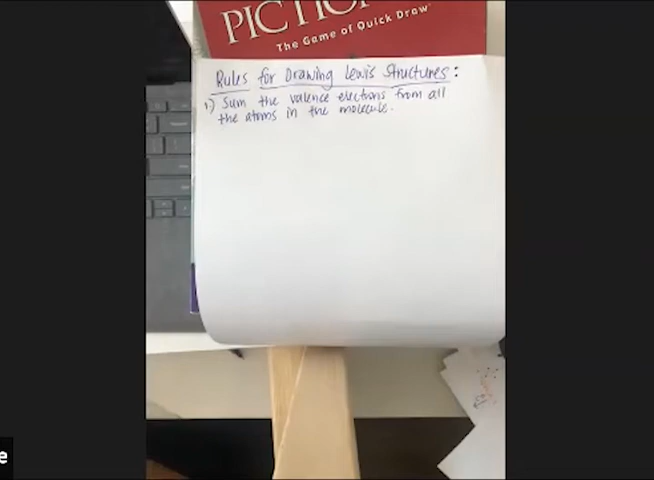 PICTIO
The Game of Quick Draw
Rules for Drawing Lewis Structures:
1.) Sum the valence electrons from all
the atoms in the molecule.
e